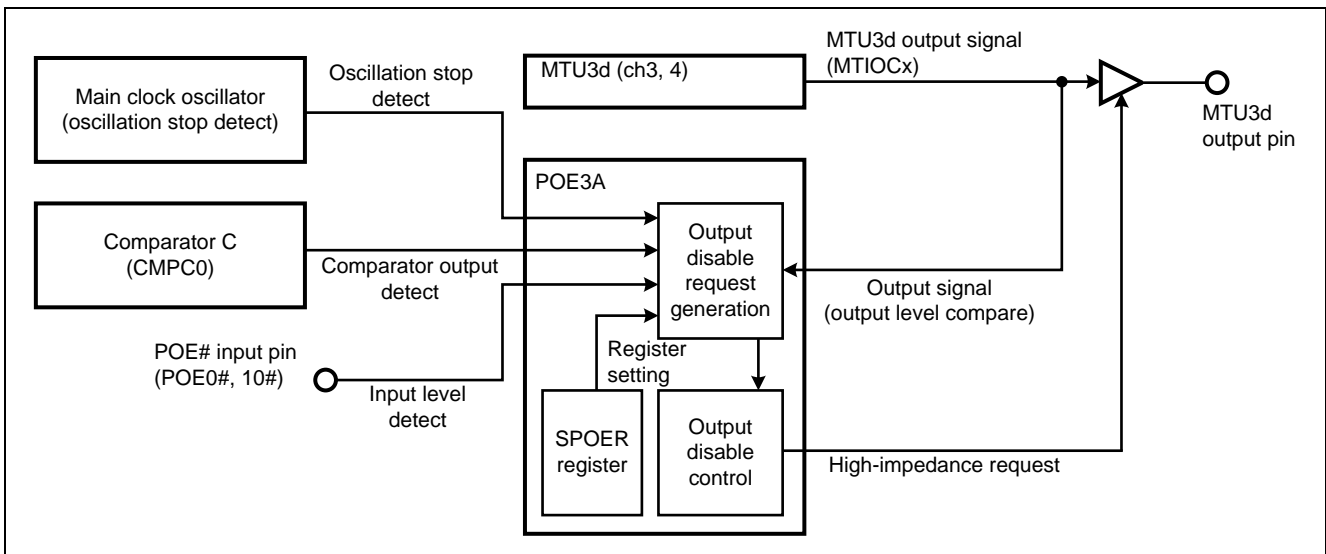 Main clock oscillator
(oscillation stop detect)
Oscillation stop
detect
MTU3d (ch3, 4)
MTU3d output signal
(MTIOCx)
MTU3d
output pin
POE3A
Comparator C
(CMPC0)
Comparator output
detect
Output
disable
request
generation
Output signal
(output level compare)
POE# input pin
(POE0#, 10#)
Input level
detect
Register
setting
SPOER
register
Output
disable
control
High-impedance request